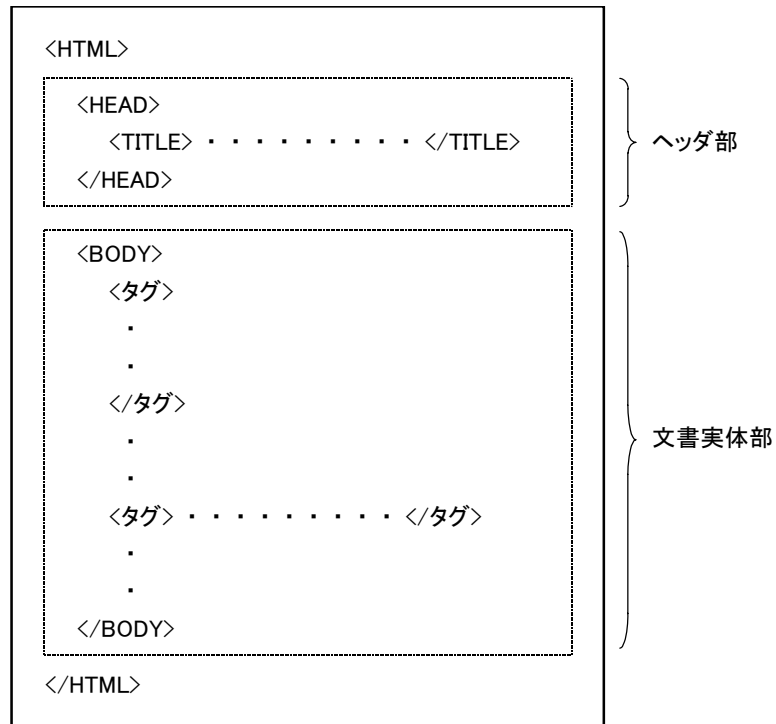 <HTML>
<HEAD>
<TITLE> ・ ・ ・ ・ ・ ・ ・ ・ ・ </TITLE>
</HEAD>
ヘッダ部
<BODY>
<タグ>
・
・
</タグ>
・
・
<タグ> ・ ・ ・ ・ ・ ・ ・ ・ ・ </タグ>
・
・
</BODY>
文書実体部
</HTML>